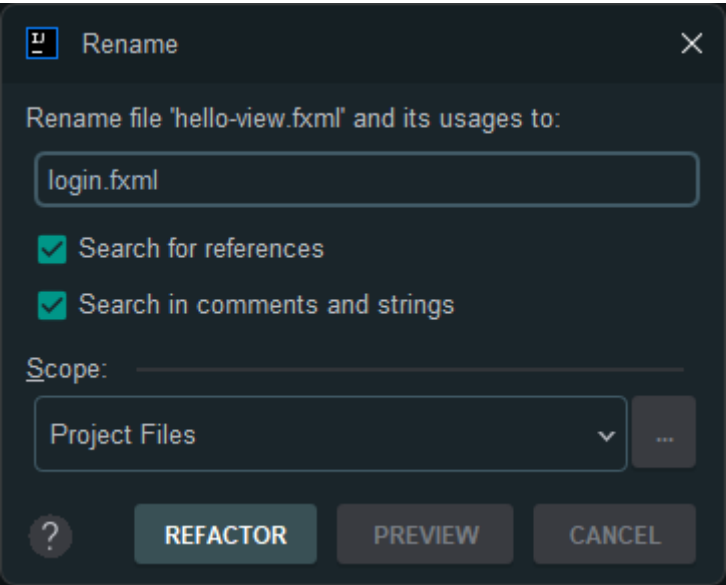 IJ
Rename
Rename file 'hello-view.fxml' and its usages to:
login.fxml
Search for references
Search in comments and strings
Scope:
Project Files
...
? REFACTOR PREVIEW CANCEL